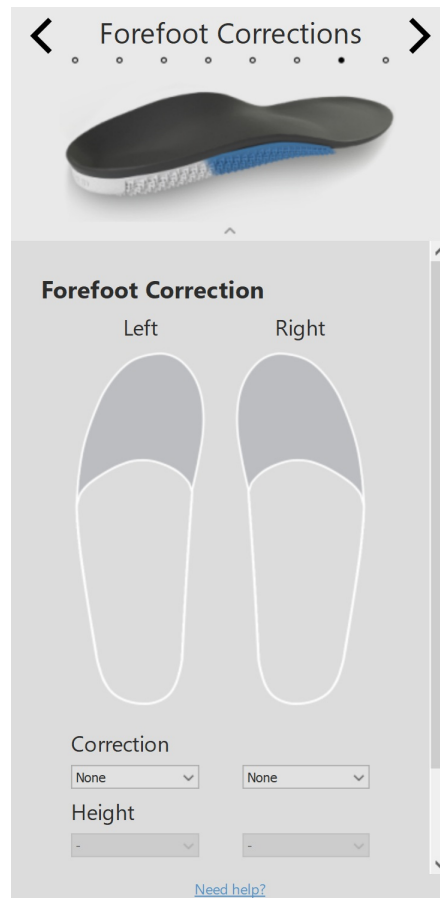 Forefoot Corrections
Forefoot Correction
Left Right
Correction
None None
Height
- -
Need help?